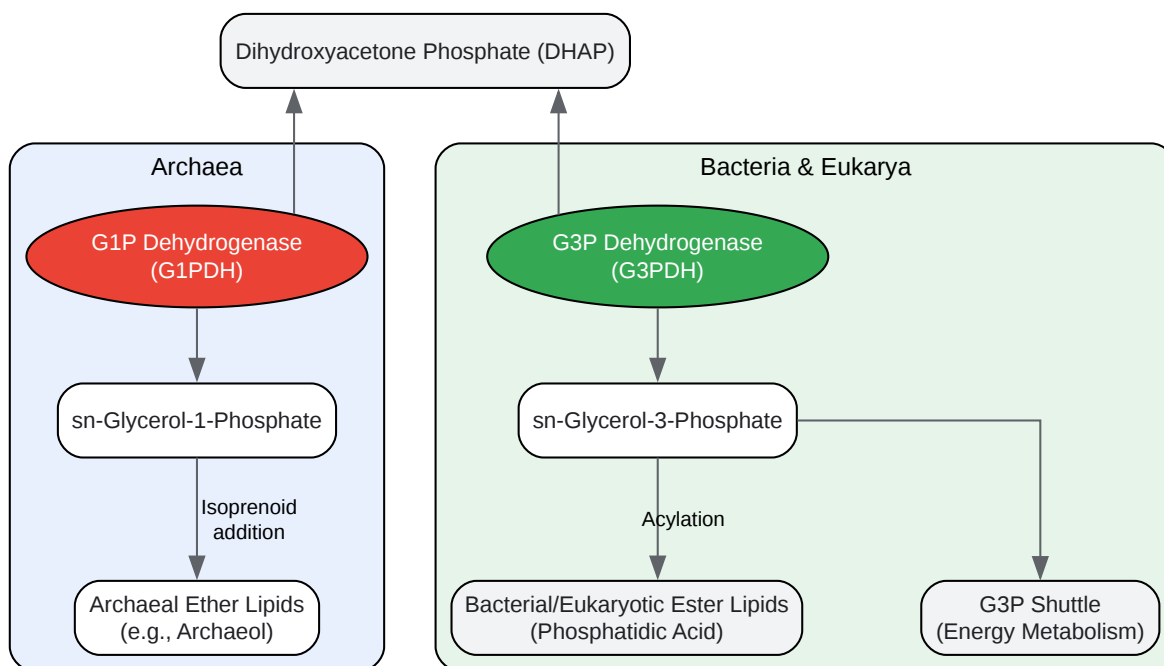 Dihydroxyacetone Phosphate (DHAP)
Archaea
G1P Dehydrogenase
(G1PDH)
sn-Glycerol-1-Phosphate
Isoprenoid
addition
Archaeal Ether Lipids
(e.g., Archaeol)
Bacteria & Eukarya
G3P Dehydrogenase
(G3PDH)
sn-Glycerol-3-Phosphate
Acylation
Bacterial/Eukaryotic Ester Lipids
(Phosphatidic Acid)
G3P Shuttle
(Energy Metabolism)